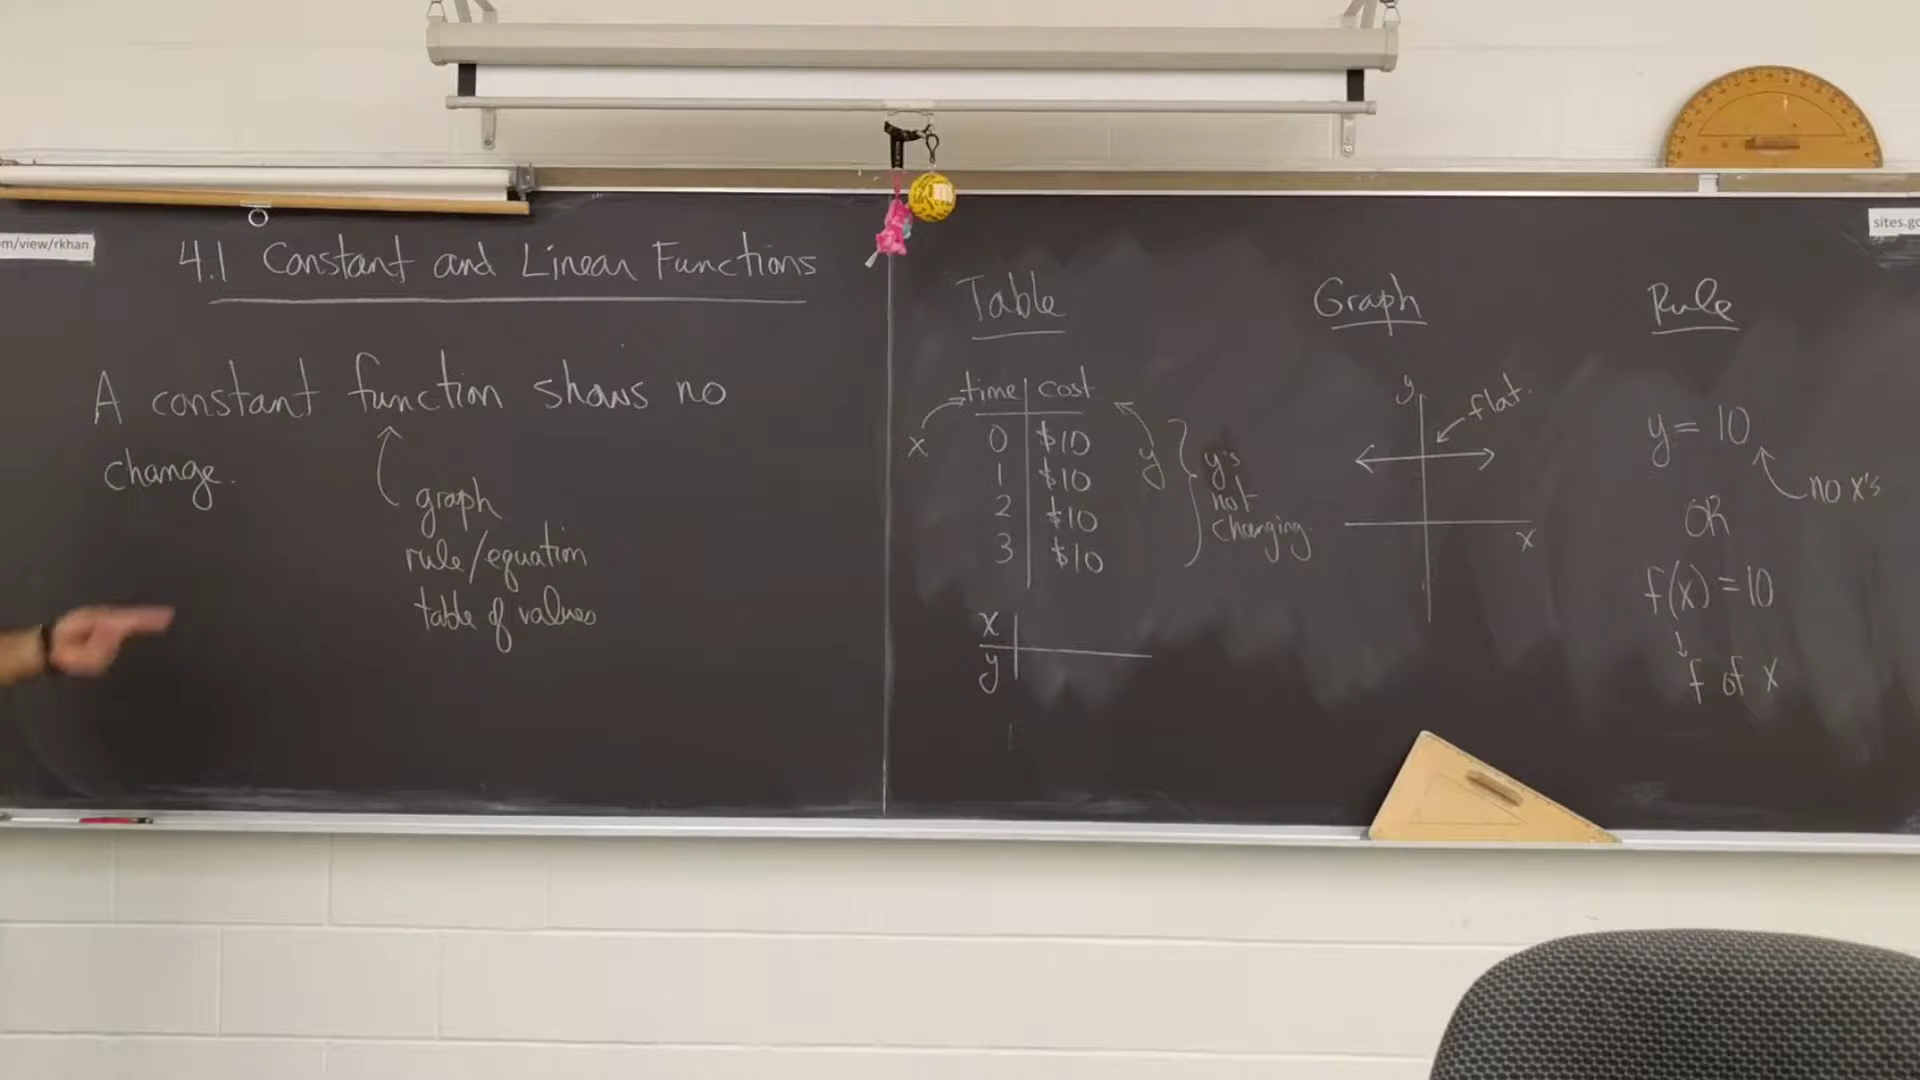 om/view/rkhan
4.1 Constant and Linear Functions
A constant function shows no
change.
graph
rule/equation
table of values
sites.go
Table
time cost
x
0 $10
1 $10
2 $10
3 $10
y
y's
not
changing
x
y
Graph
y
flat.
x
Rule
y = 10
no x's
OR
f(x) = 10
f of x